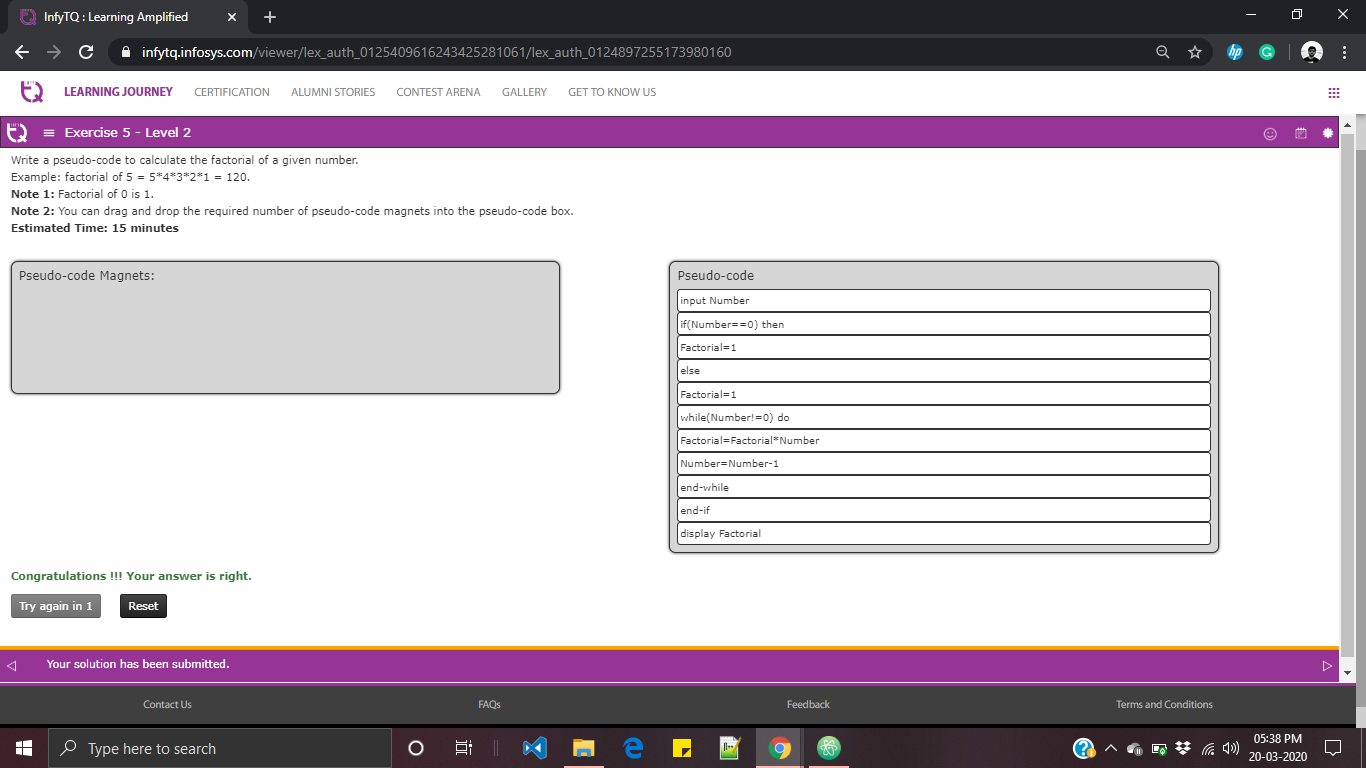 InfyTQ : Learning Amplified
infytq.infosys.com/viewer/lex_auth_0125409616243425281061/lex_auth_0124897255173980160
LEARNING JOURNEY CERTIFICATION ALUMNI STORIES CONTEST ARENA GALLERY GET TO KNOW US
Exercise 5 - Level 2
Write a pseudo-code to calculate the factorial of a given number.
Example: factorial of 5 = 5*4*3*2*1 = 120.
Note 1: Factorial of 0 is 1.
Note 2: You can drag and drop the required number of pseudo-code magnets into the pseudo-code box.
Estimated Time: 15 minutes
Pseudo-code Magnets:
Pseudo-code
input Number
if(Number==0) then
Factorial=1
else
Factorial=1
while(Number!=0) do
Factorial=Factorial*Number
Number=Number-1
end-while
end-if
display Factorial
Congratulations !!! Your answer is right.
Try again in 1 Reset
Your solution has been submitted.
Contact Us FAQs Feedback Terms and Conditions
Type here to search
05:38 PM
20-03-2020